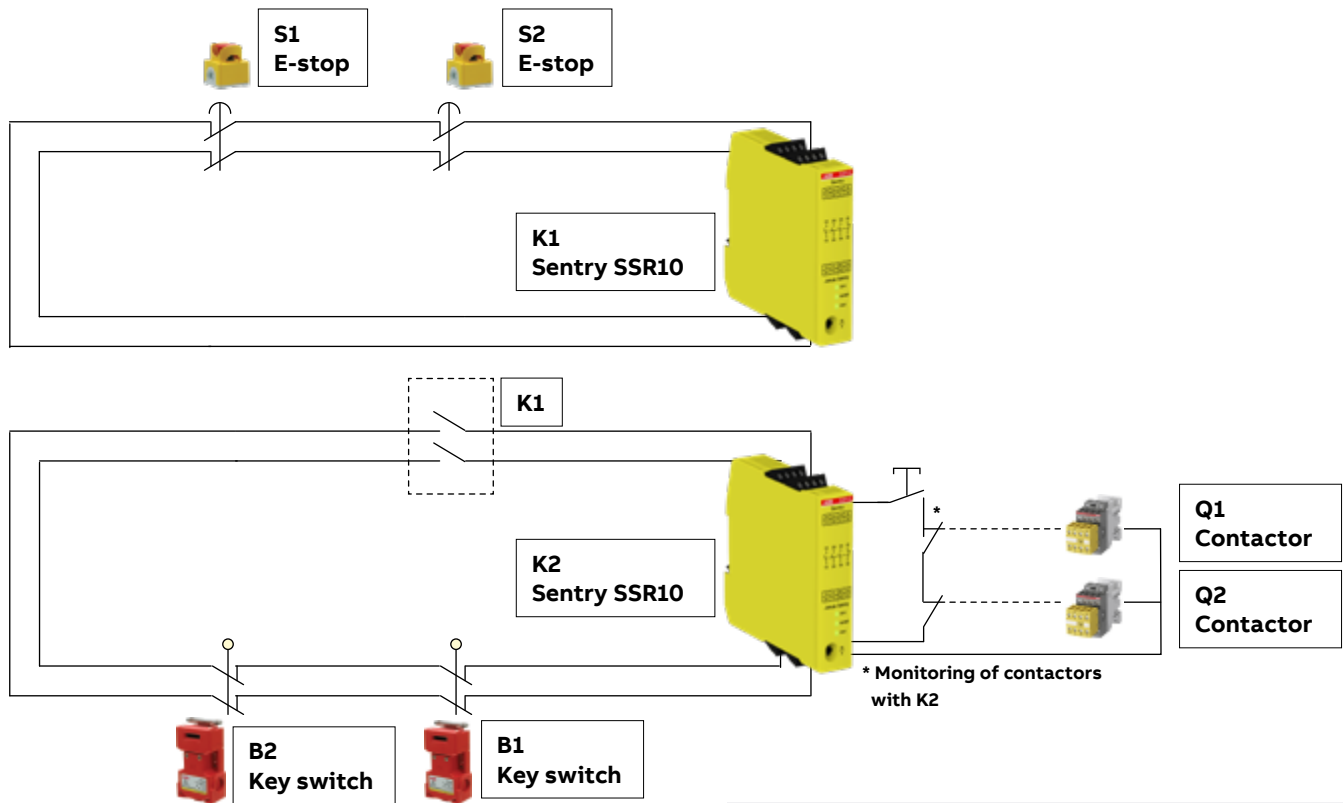 S1
E-stop
S2
E-stop
K1
Sentry SSR10
K1
K2
Sentry SSR10
*
Q1
Contactor
Q2
Contactor
* Monitoring of contactors
with K2
B2
Key switch
B1
Key switch